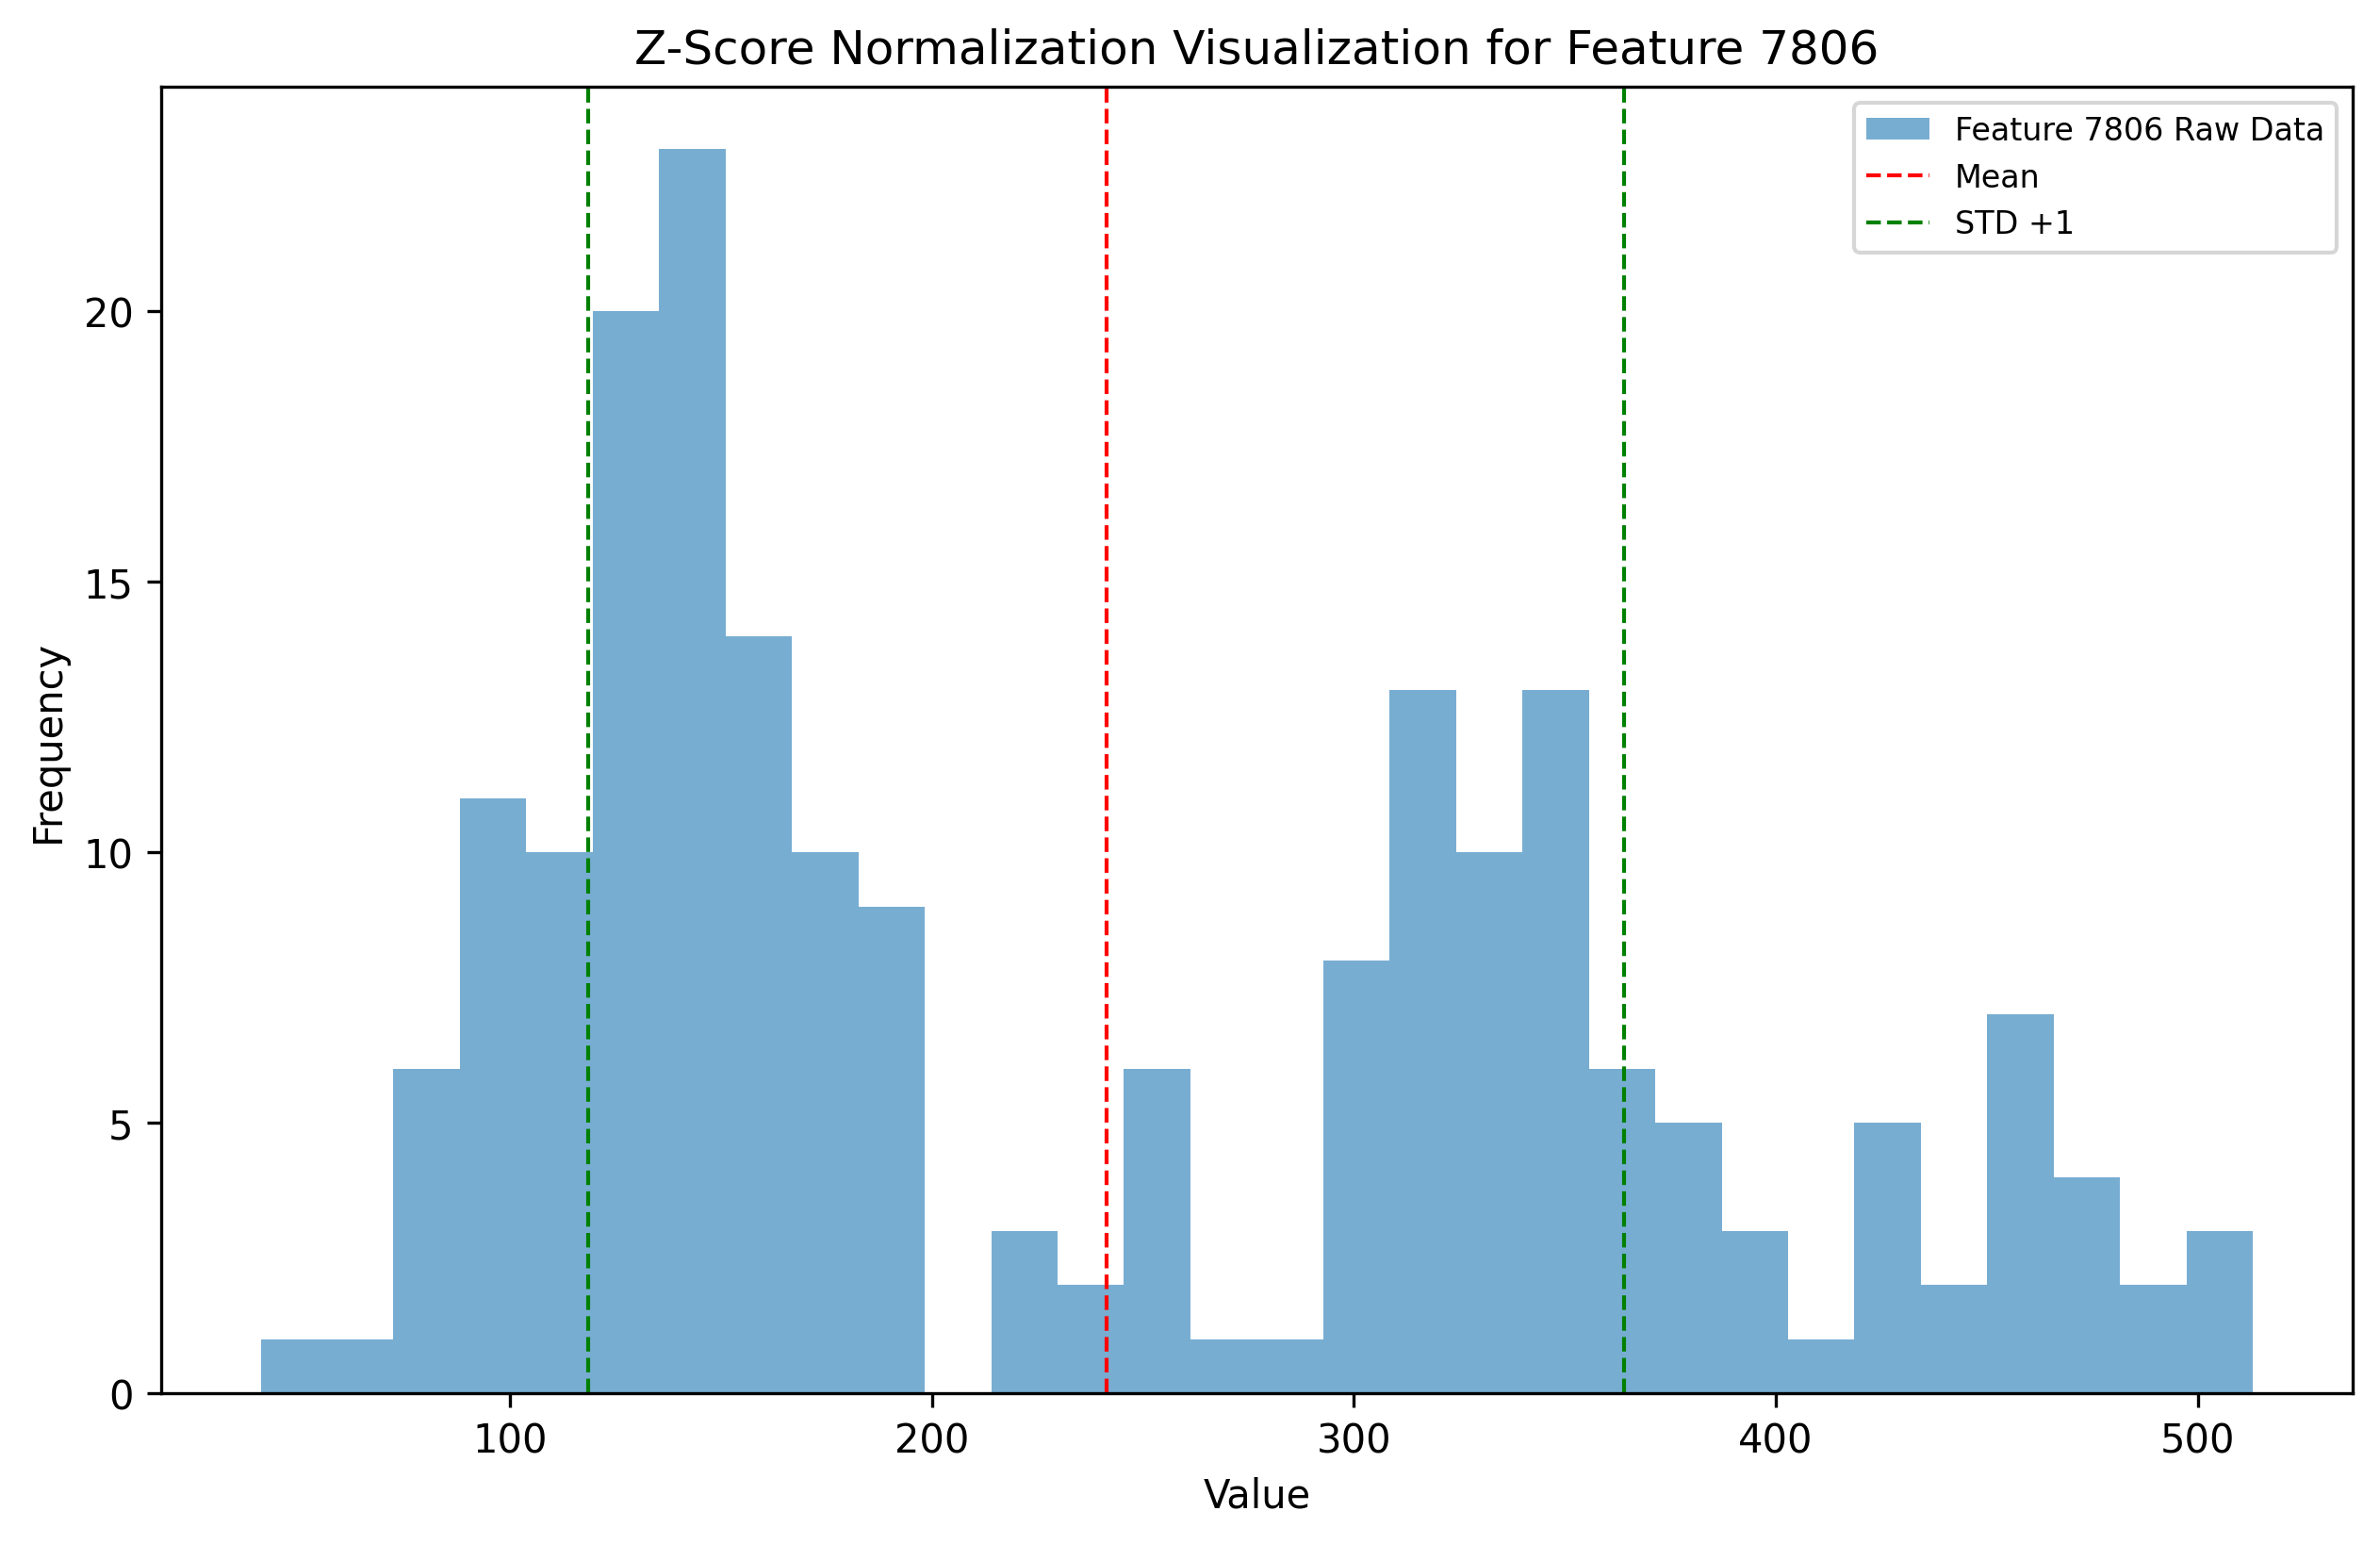 Z-Score Normalization Visualization for Feature 7806
Feature 7806 Raw Data
Mean
STD +1
Frequency
20
15
10
5
0
100 200 300 400 500
Value